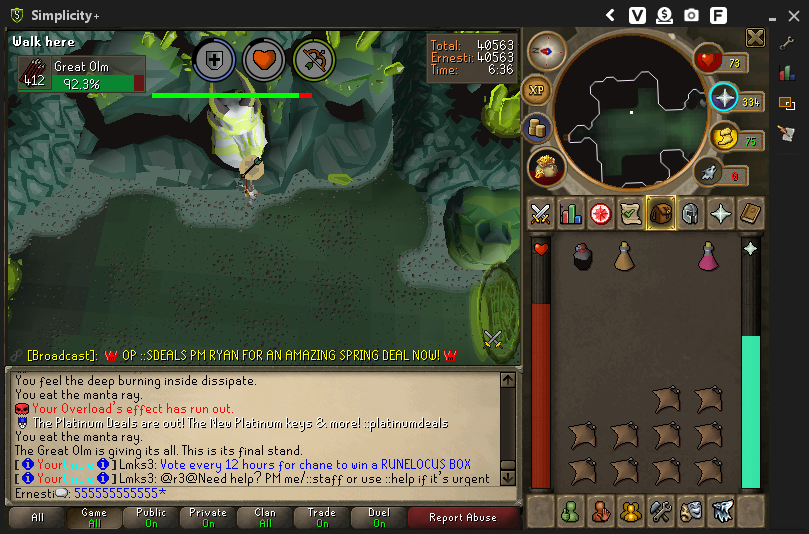 Simplicity+
Walk here
Great Olm
412
92.3%
Total: 40563
Ernesti: 40563
Time: 6:36
73
XP
334
75
0
[Broadcast]: OP ::SDEALS PM RYAN FOR AN AMAZING SPRING DEAL NOW!
You feel the deep burning inside dissipate.
You eat the manta ray.
Your Overload's effect has run out.
The Platinum Deals are out! The New Platinum keys & more! ::platinumdeals
You eat the manta ray.
The Great Olm is giving its all. This is its final stand.
[ YourTube ] Lmks3: Vote every 12 hours for chane to win a RUNELOCUS BOX
[ YourTube ] Lmks3: @r3@Need help? PM me/::staff or use ::help if it's urgent
Ernesti: 555555555555*
All
Game
All
Public
On
Private
On
Clan
All
Trade
On
Duel
On
Report Abuse